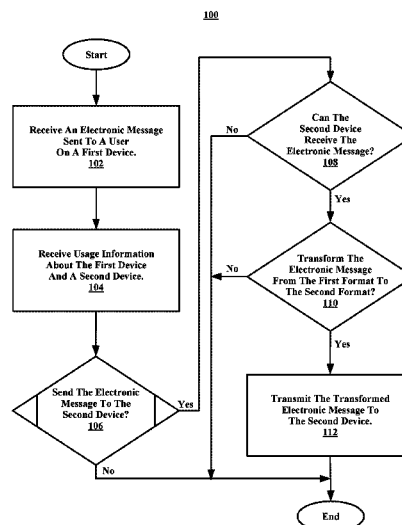 100
Start
Receive An Electronic Message
Sent To A User
On A First Device.
102
Receive Usage Information
About The First Device
And A Second Device.
104
Send The Electronic
Message To The
Second Device?
106
Yes
No
Can The
Second Device
Receive The
Electronic Message?
108
No
Yes
Transform The
Electronic Message
From The First Format To
The Second Format?
110
No
Yes
Transmit The Transformed
Electronic Message To
The Second Device.
112
End